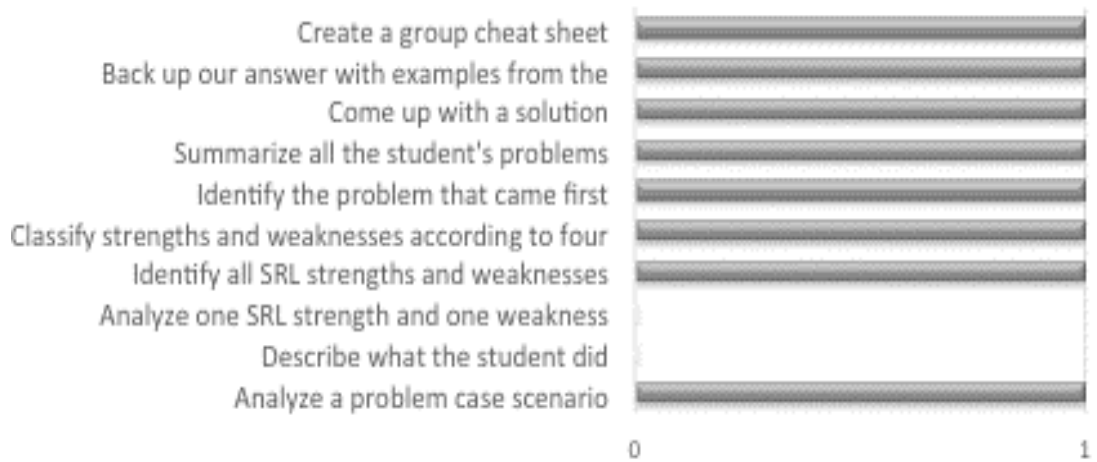 Create a group cheat sheet
Back up our answer with examples from the
Come up with a solution
Summarize all the student's problems
Identify the problem that came first
Classify strengths and weaknesses according to four
Identify all SRL strengths and weaknesses
Analyze one SRL strength and one weakness
Describe what the student did
Analyze a problem case scenario
0 1